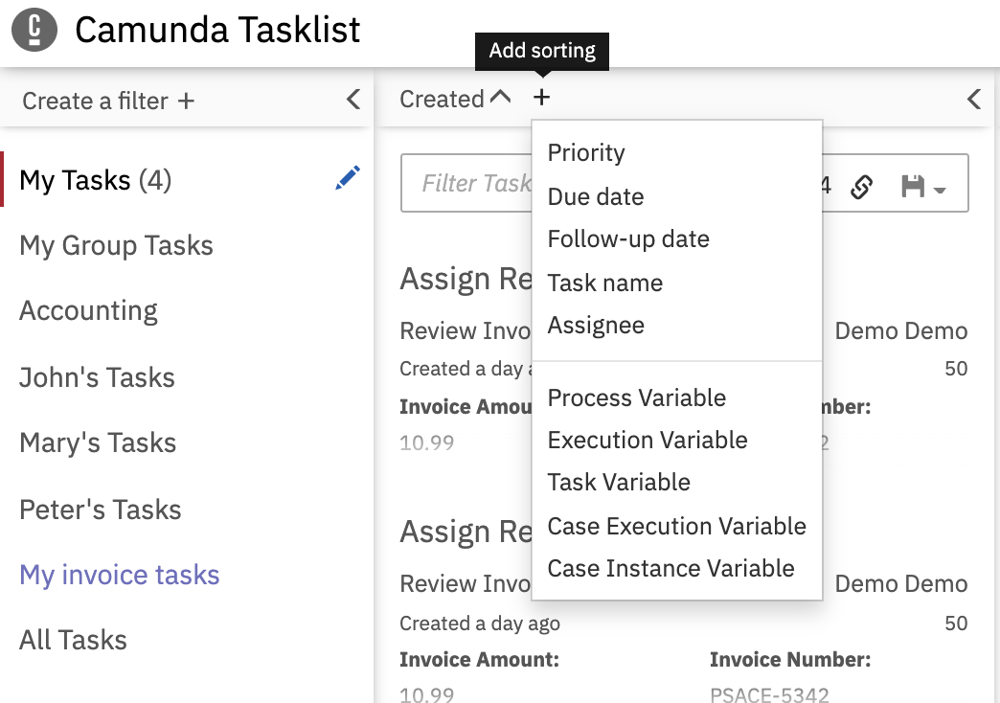 C
Camunda Tasklist
Add sorting
Create a filter +
Created +
My Tasks (4)
My Group Tasks
Accounting
John's Tasks
Mary's Tasks
Peter's Tasks
My invoice tasks
All Tasks
Priority
Due date
Follow-up date
Task name
Assignee
Process Variable
Execution Variable
Task Variable
Case Execution Variable
Case Instance Variable
Filter Task
4
Assign Re
Review Invo
Demo Demo
Created a day a
50
Invoice Amou
mber:
10.99
2
Assign Re
Review Invo
Demo Demo
Created a day ago
50
Invoice Amount:
Invoice Number:
10.99
PSACE-5342